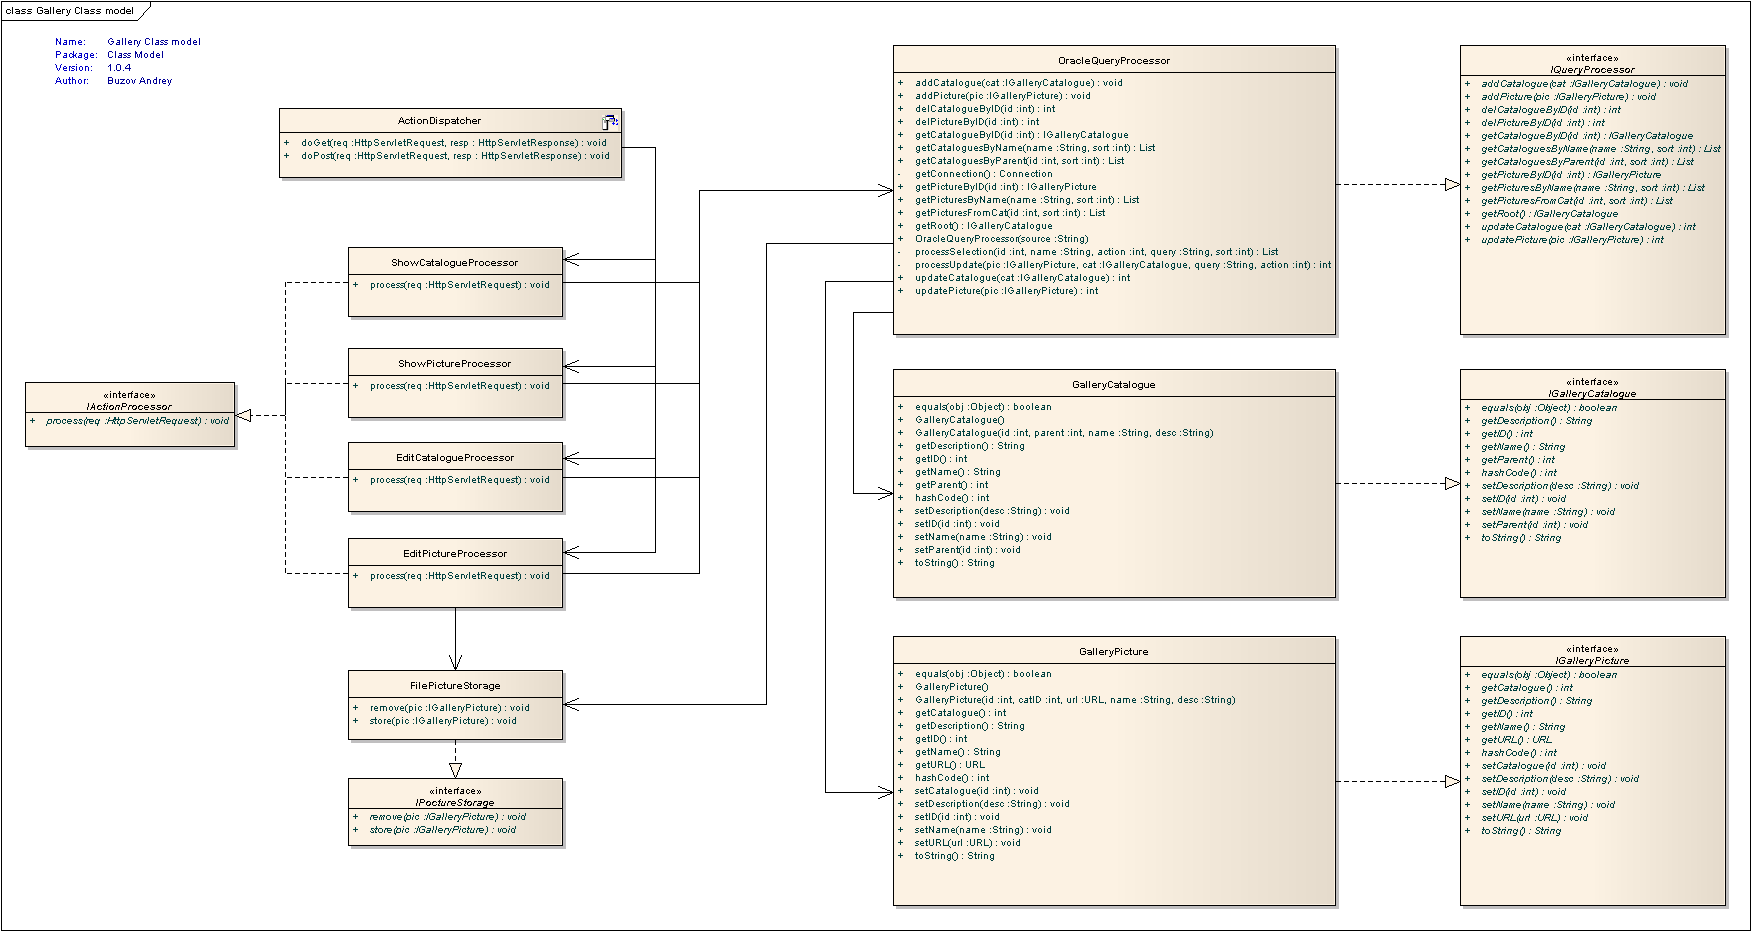 class Gallery Class model
Name: Gallery Class model
Package: Class Model
Version: 1.0.4
Author: Buzov Andrey
ActionDispatcher
+ doGet(req :HttpServletRequest, resp : HttpServletResponse) : void
+ doPost(req :HttpServletRequest, resp : HttpServletResponse) : void
ShowCatalogueProcessor
+ process(req :HttpServletRequest) : void
ShowPictureProcessor
+ process(req :HttpServletRequest) : void
«interface»
IActionProcessor
+ process(req :HttpServletRequest) : void
EditCatalogueProcessor
+ process(req :HttpServletRequest) : void
EditPictureProcessor
+ process(req :HttpServletRequest) : void
FilePictureStorage
+ remove(pic :IGalleryPicture) : void
+ store(pic :IGalleryPicture) : void
«interface»
IPoctureStorage
+ remove(pic :IGalleryPicture) : void
+ store(pic :IGalleryPicture) : void
OracleQueryProcessor
+ addCatalogue(cat :IGalleryCatalogue) : void
+ addPicture(pic :IGalleryPicture) : void
+ delCatalogueByID(id :int) : int
+ delPictureByID(id :int) : int
+ getCatalogueByID(id :int) : IGalleryCatalogue
+ getCataloguesByName(name :String, sort :int) : List
+ getCataloguesByParent(id :int, sort :int) : List
- getConnection() : Connection
+ getPictureByID(id :int) : IGalleryPicture
+ getPicturesByName(name :String, sort :int) : List
+ getPicturesFromCat(id :int, sort :int) : List
+ getRoot() : IGalleryCatalogue
+ OracleQueryProcessor(source :String)
- processSelection(id :int, name :String, action :int, query :String, sort :int) : List
- processUpdate(pic :IGalleryPicture, cat :IGalleryCatalogue, query :String, action :int) : int
+ updateCatalogue(cat :IGalleryCatalogue) : int
+ updatePicture(pic :IGalleryPicture) : int
«interface»
IQueryProcessor
+ addCatalogue(cat :IGalleryCatalogue) : void
+ addPicture(pic :IGalleryPicture) : void
+ delCatalogueByID(id :int) : int
+ delPictureByID(id :int) : int
+ getCatalogueByID(id :int) : IGalleryCatalogue
+ getCataloguesByName(name :String, sort :int) : List
+ getCataloguesByParent(id :int, sort :int) : List
+ getPictureByID(id :int) : IGalleryPicture
+ getPicturesByName(name :String, sort :int) : List
+ getPicturesFromCat(id :int, sort :int) : List
+ getRoot() : IGalleryCatalogue
+ updateCatalogue(cat :IGalleryCatalogue) : int
+ updatePicture(pic :IGalleryPicture) : int
GalleryCatalogue
+ equals(obj :Object) : boolean
+ GalleryCatalogue()
+ GalleryCatalogue(id :int, parent :int, name :String, desc :String)
+ getDescription() : String
+ getID() : int
+ getName() : String
+ getParent() : int
+ hashCode() : int
+ setDescription(desc :String) : void
+ setID(id :int) : void
+ setName(name :String) : void
+ setParent(id :int) : void
+ toString() : String
«interface»
IGalleryCatalogue
+ equals(obj :Object) : boolean
+ getDescription() : String
+ getID() : int
+ getName() : String
+ getParent() : int
+ hashCode() : int
+ setDescription(desc :String) : void
+ setID(id :int) : void
+ setName(name :String) : void
+ setParent(id :int) : void
+ toString() : String
GalleryPicture
+ equals(obj :Object) : boolean
+ GalleryPicture()
+ GalleryPicture(id :int, catID :int, url :URL, name :String, desc :String)
+ getCatalogue() : int
+ getDescription() : String
+ getID() : int
+ getName() : String
+ getURL() : URL
+ hashCode() : int
+ setCatalogue(id :int) : void
+ setDescription(desc :String) : void
+ setID(id :int) : void
+ setName(name :String) : void
+ setURL(url :URL) : void
+ toString() : String
«interface»
IGalleryPicture
+ equals(obj :Object) : boolean
+ getCatalogue() : int
+ getDescription() : String
+ getID() : int
+ getName() : String
+ getURL() : URL
+ hashCode() : int
+ setCatalogue(id :int) : void
+ setDescription(desc :String) : void
+ setID(id :int) : void
+ setName(name :String) : void
+ setURL(url :URL) : void
+ toString() : String